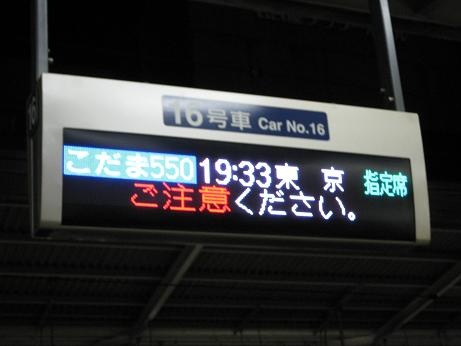 16号車 Car No.16
こだま550 19:33 東京 指定席
ご注意ください。